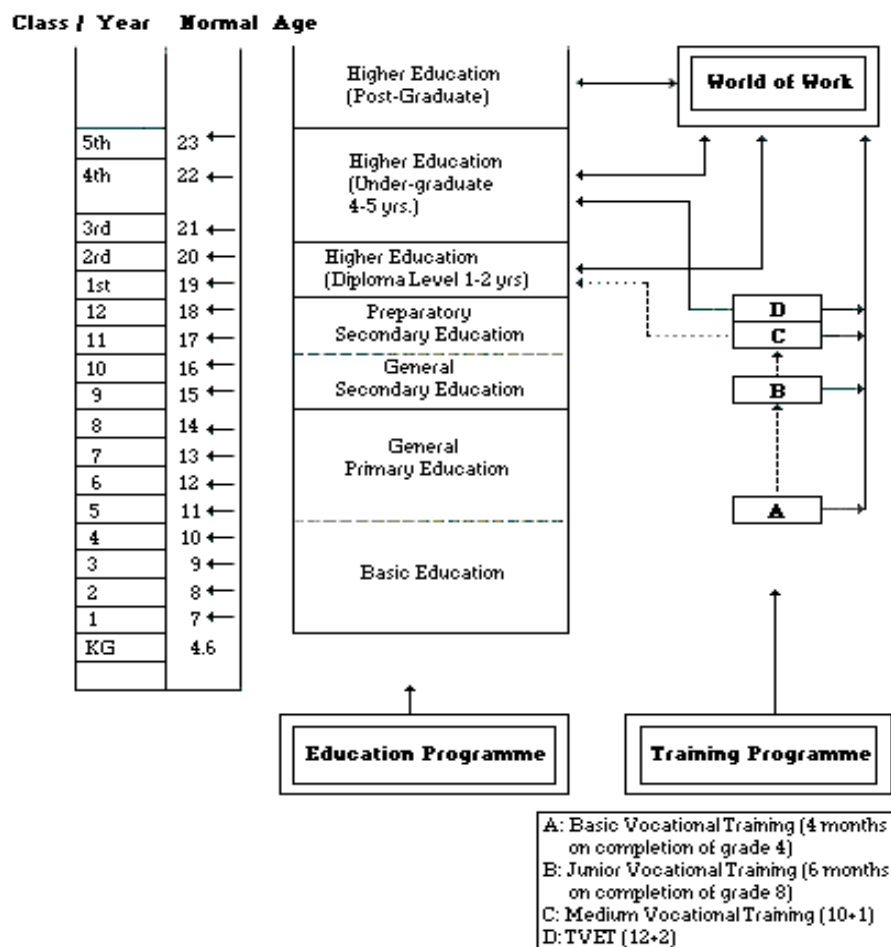 Class / Year Normal Age
5th 23
4th 22
3rd 21
2rd 20
1st 19
12 18
11 17
10 16
9 15
8 14
7 13
6 12
5 11
4 10
3 9
2 8
1 7
KG 4.6
Higher Education
(Post-Graduate)
Higher Education
(Under-graduate
4-5 yrs.)
Higher Education
(Diploma Level 1-2 yrs)
Preparatory
Secondary Education
General
Secondary Education
General
Primary Education
Basic Education
World of Work
D
C
B
A
Education Programme
Training Programme
A: Basic Vocational Training (4 months
on completion of grade 4)
B: Junior Vocational Training (6 months
on completion of grade 8)
C: Medium Vocational Training (10+1)
D: TVET (12+2)